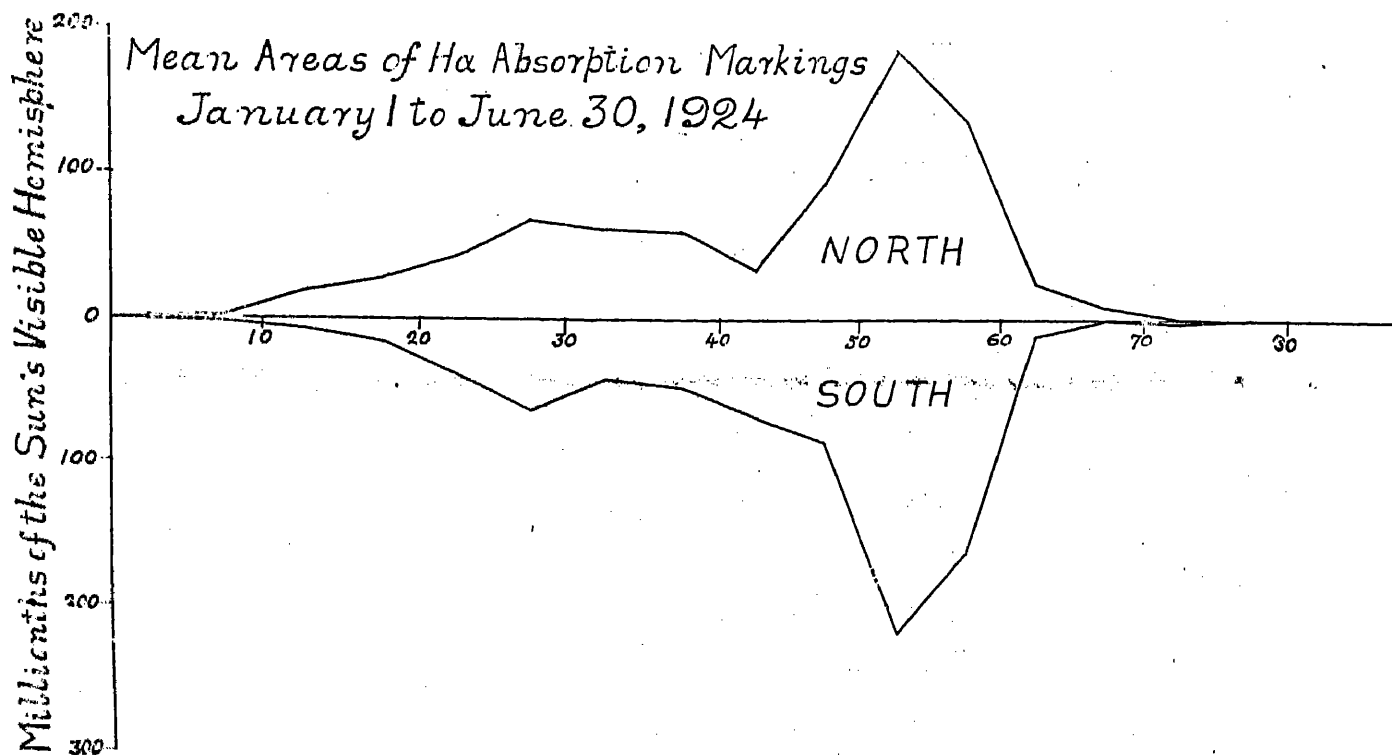 Millionths of the Sun's Visible Hemisphere
200
Mean Areas of Hα Absorption Markings
January 1 to June 30, 1924
100
NORTH
0
10 20 30 40 50 60 70 80
SOUTH
100
200
300